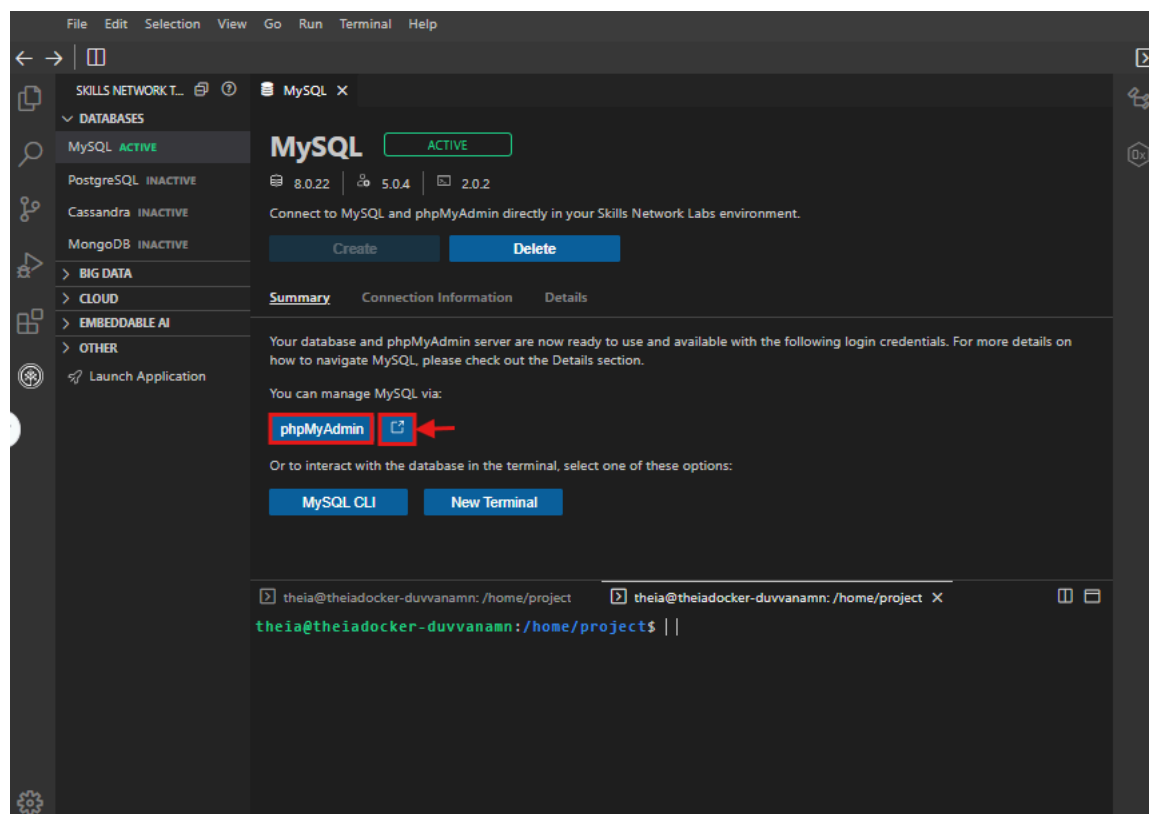 File Edit Selection View Go Run Terminal Help
SKILLS NETWORK T...
MySQL
DATABASES
MySQL ACTIVE
PostgreSQL INACTIVE
Cassandra INACTIVE
MongoDB INACTIVE
BIG DATA
CLOUD
EMBEDDABLE AI
OTHER
Launch Application
MySQL ACTIVE
8.0.22 5.0.4 2.0.2
Connect to MySQL and phpMyAdmin directly in your Skills Network Labs environment.
Create Delete
Summary Connection Information Details
Your database and phpMyAdmin server are now ready to use and available with the following login credentials. For more details on
how to navigate MySQL, please check out the Details section.
You can manage MySQL via:
phpMyAdmin
Or to interact with the database in the terminal, select one of these options:
MySQL CLI New Terminal
theia@theiadocker-duvvanamn: /home/project theia@theiadocker-duvvanamn: /home/project
theia@theiadocker-duvvanamn:/home/project$